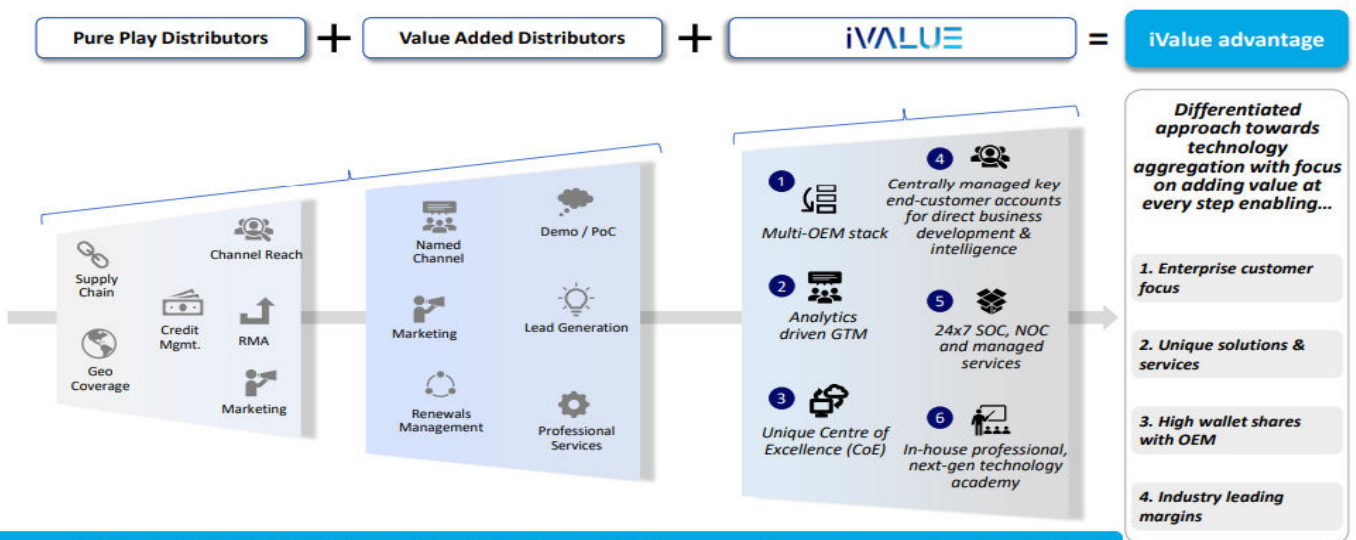 Pure Play Distributors
+
Value Added Distributors
+
iVALUE
=
iValue advantage
Supply
Chain
Geo
Coverage
Credit
Mgmt.
Channel Reach
RMA
Marketing
Named
Channel
Marketing
Renewals
Management
Demo / PoC
Lead Generation
Professional
Services
1
Multi-OEM stack
2
Analytics
driven GTM
3
Unique Centre of
Excellence (CoE)
4
Centrally managed key
end-customer accounts
for direct business
development &
intelligence
5
24x7 SOC, NOC
and managed
services
6
In-house professional,
next-gen technology
academy
Differentiated
approach towards
technology
aggregation with focus
on adding value at
every step enabling...
1. Enterprise customer
focus
2. Unique solutions &
services
3. High wallet shares
with OEM
4. Industry leading
margins